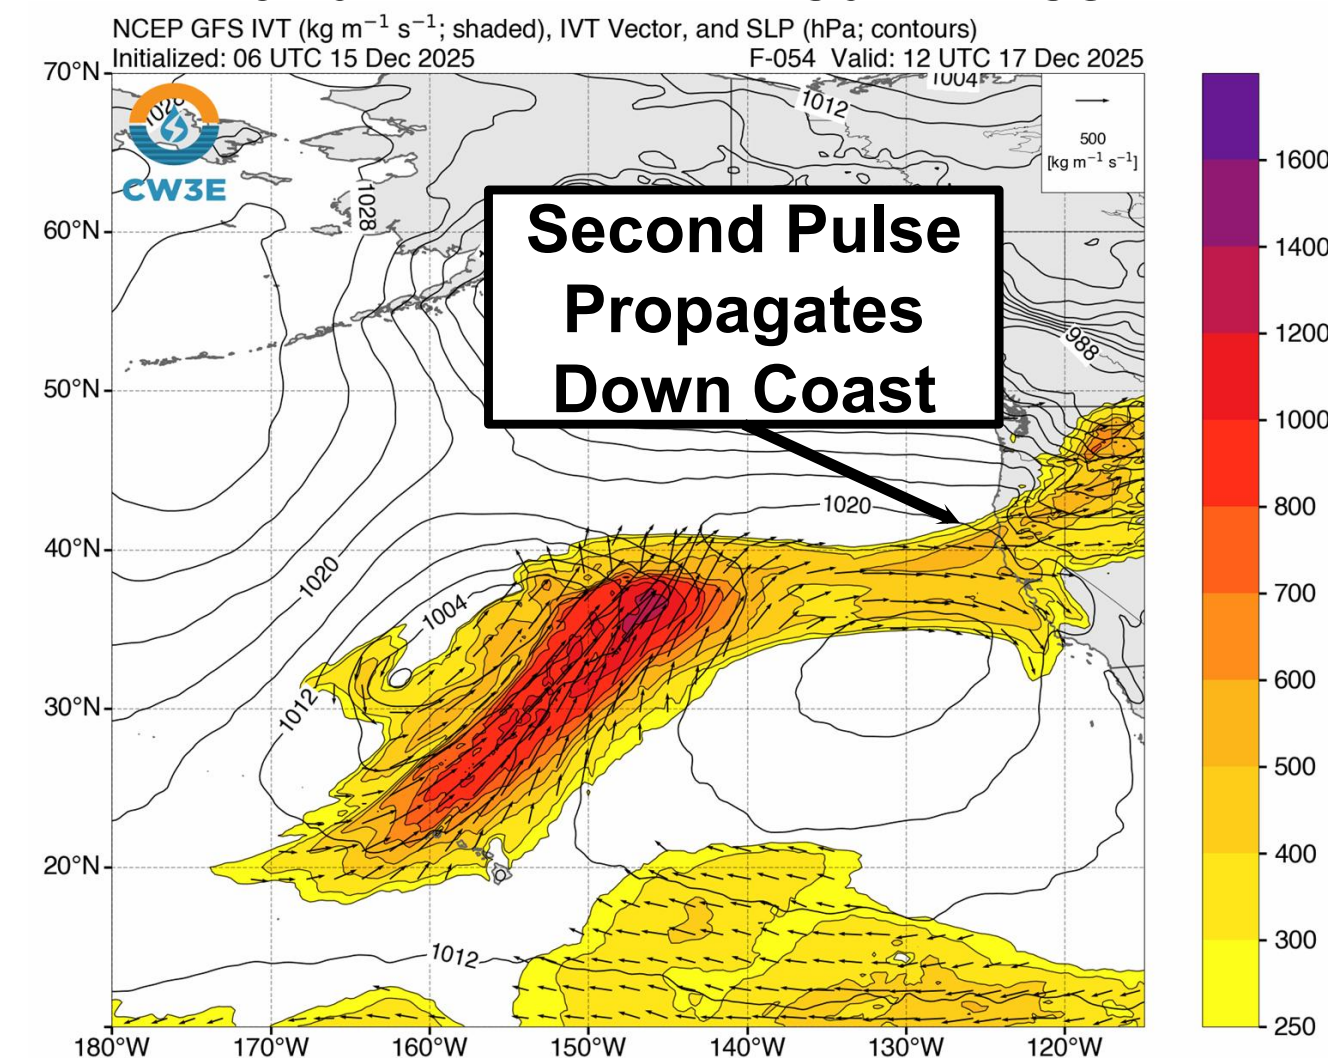 NCEP GFS IVT (kg m⁻¹ s⁻¹; shaded), IVT Vector, and SLP (hPa; contours)
Initialized: 06 UTC 15 Dec 2025
F-054 Valid: 12 UTC 17 Dec 2025
70°N
60°N
50°N
40°N
30°N
20°N
180°W
170°W
160°W
150°W
140°W
130°W
120°W
CW3E
500
[kg m⁻¹ s⁻¹]
Second Pulse
Propagates
Down Coast
1028
1012
1004
988
1020
1020
1004
1012
1012
1600
1400
1200
1000
800
700
600
500
400
300
250